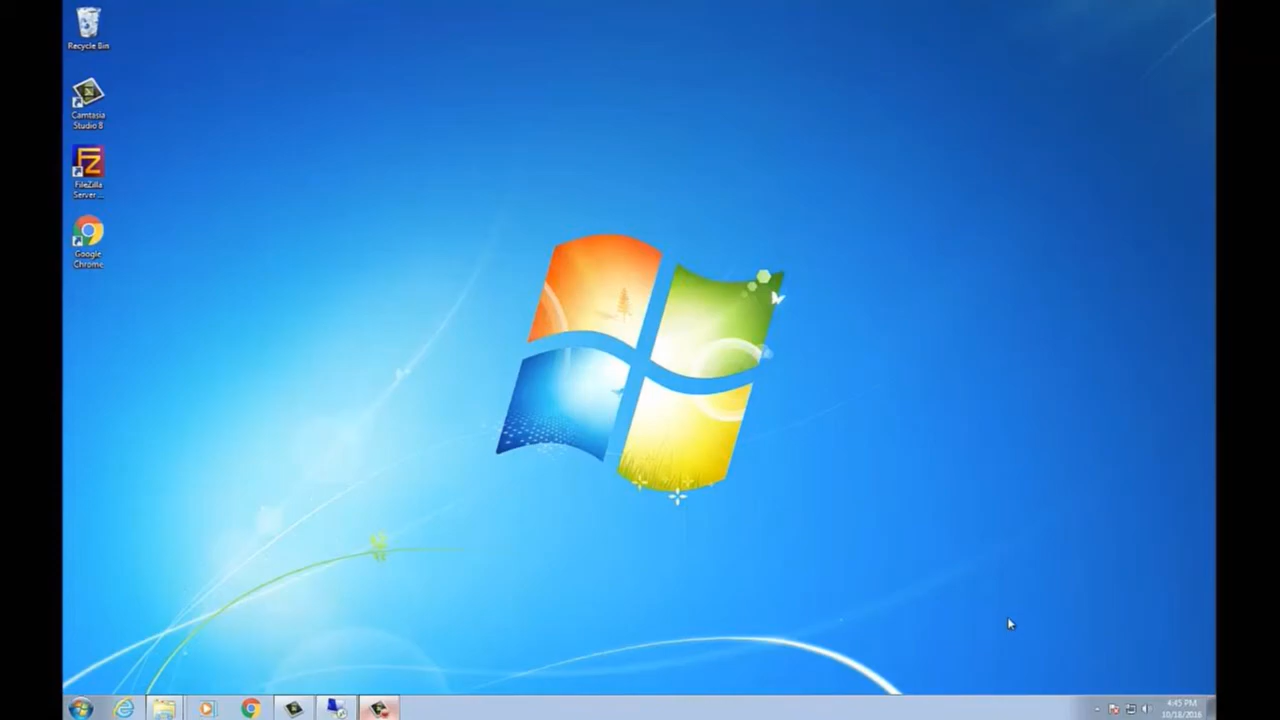 Recycle Bin
Camtasia
Studio 8
FileZilla
Server ...
Google
Chrome
4:45 PM
10/18/2016